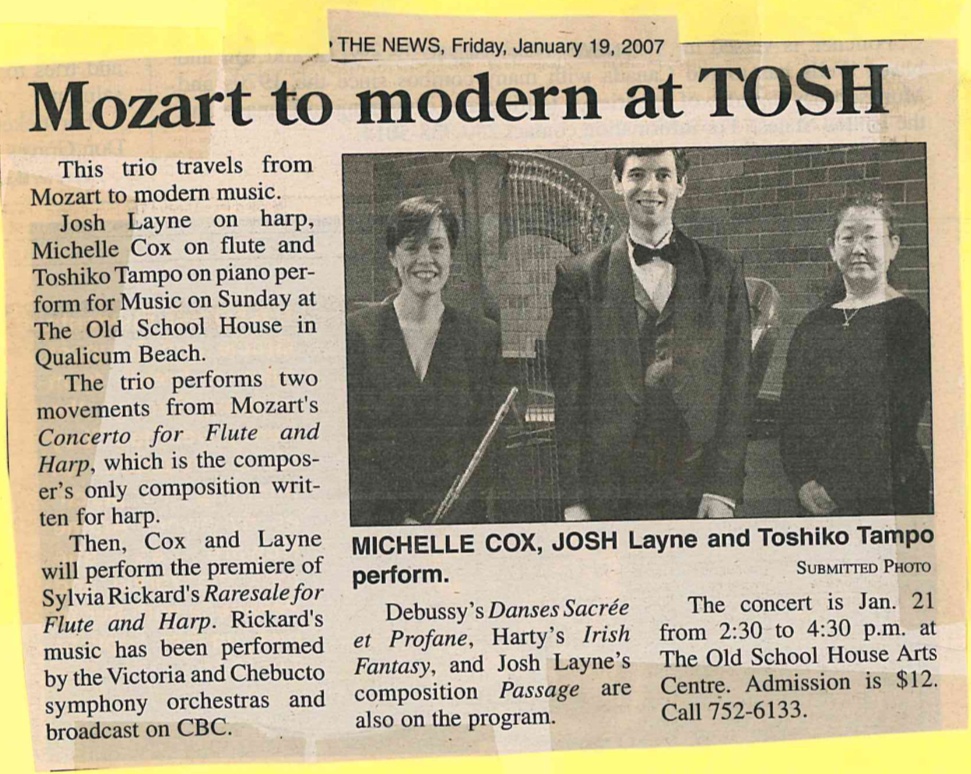 THE NEWS, Friday, January 19, 2007
Mozart to modern at TOSH
This trio travels from
Mozart to modern music.
Josh Layne on harp,
Michelle Cox on flute and
Toshiko Tampo on piano per-
form for Music on Sunday at
The Old School House in
Qualicum Beach.
The trio performs two
movements from Mozart's
Concerto for Flute and
Harp, which is the compos-
er's only composition writ-
ten for harp.
Then, Cox and Layne
will perform the premiere of
Sylvia Rickard's Raresale for
Flute and Harp. Rickard's
music has been performed
by the Victoria and Chebucto
symphony orchestras and
broadcast on CBC.
MICHELLE COX, JOSH Layne and Toshiko Tampo
perform.
SUBMITTED PHOTO
Debussy's Danses Sacrée
et Profane, Harty's Irish
Fantasy, and Josh Layne's
composition Passage are
also on the program.
The concert is Jan. 21
from 2:30 to 4:30 p.m. at
The Old School House Arts
Centre. Admission is $12.
Call 752-6133.